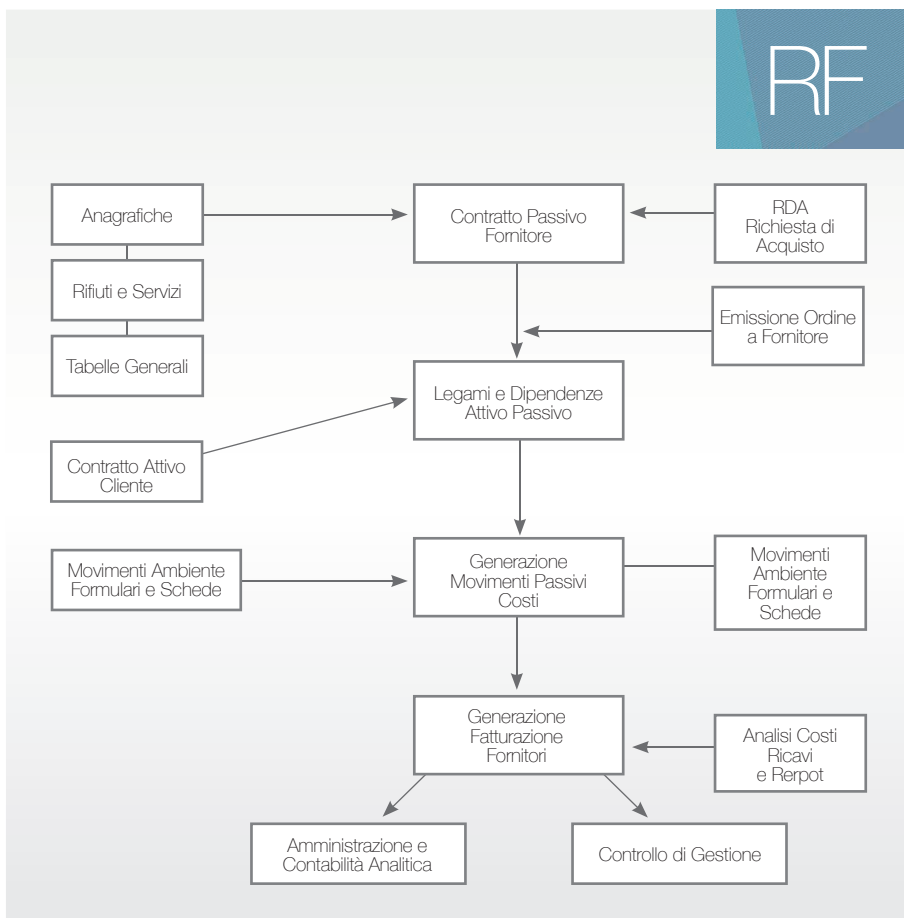 RF
Anagrafiche
Contratto Passivo
Fornitore
RDA
Richiesta di
Acquisto
Rifiuti e Servizi
Emissione Ordine
a Fornitore
Tabelle Generali
Legami e Dipendenze
Attivo Passivo
Contratto Attivo
Cliente
Movimenti Ambiente
Formulari e Schede
Generazione
Movimenti Passivi
Costi
Movimenti
Ambiente
Formulari e
Schede
Generazione
Fatturazione
Fornitori
Analisi Costi
Ricavi
e Rerpot
Amministrazione e
Contabilità Analitica
Controllo di Gestione